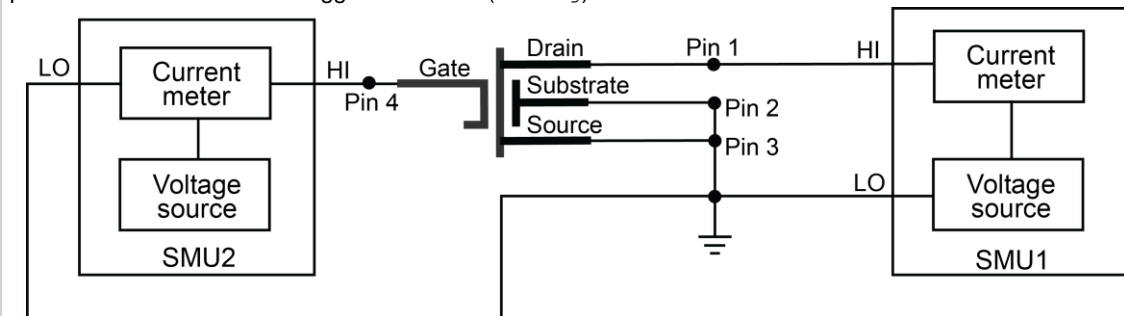 LO
Current
meter
HI
Pin 4
Gate
Drain
Substrate
Source
Pin 1
Pin 2
Pin 3
HI
Current
meter
Voltage
source
SMU2
LO
Voltage
source
SMU1